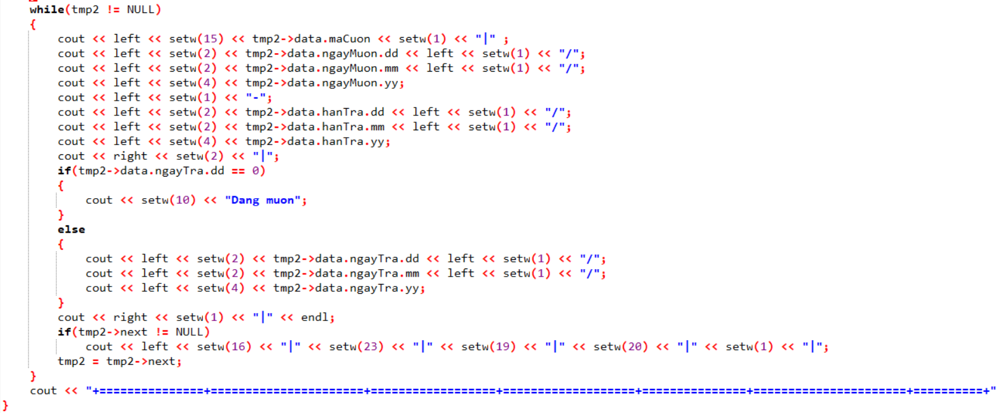 while(tmp2 != NULL)
{
cout << left << setw(15) << tmp2->data.maCuon << setw(1) << "|" ;
cout << left << setw(2) << tmp2->data.ngayMuon.dd << left << setw(1) << "/";
cout << left << setw(2) << tmp2->data.ngayMuon.mm << left << setw(1) << "/";
cout << left << setw(4) << tmp2->data.ngayMuon.yy;
cout << left << setw(1) << "-";
cout << left << setw(2) << tmp2->data.hanTra.dd << left << setw(1) << "/";
cout << left << setw(2) << tmp2->data.hanTra.mm << left << setw(1) << "/";
cout << left << setw(4) << tmp2->data.hanTra.yy;
cout << right << setw(2) << "|";
if(tmp2->data.ngayTra.dd == 0)
{
cout << setw(10) << "Dang muon";
}
else
{
cout << left << setw(2) << tmp2->data.ngayTra.dd << left << setw(1) << "/";
cout << left << setw(2) << tmp2->data.ngayTra.mm << left << setw(1) << "/";
cout << left << setw(4) << tmp2->data.ngayTra.yy;
}
cout << right << setw(1) << "|" << endl;
if(tmp2->next != NULL)
cout << left << setw(16) << "|" << setw(23) << "|" << setw(19) << "|" << setw(20) << "|" << setw(1) << "|";
tmp2 = tmp2->next;
}
cout << "+===============+======================+==================+===================+===============+======================+==========+"
}